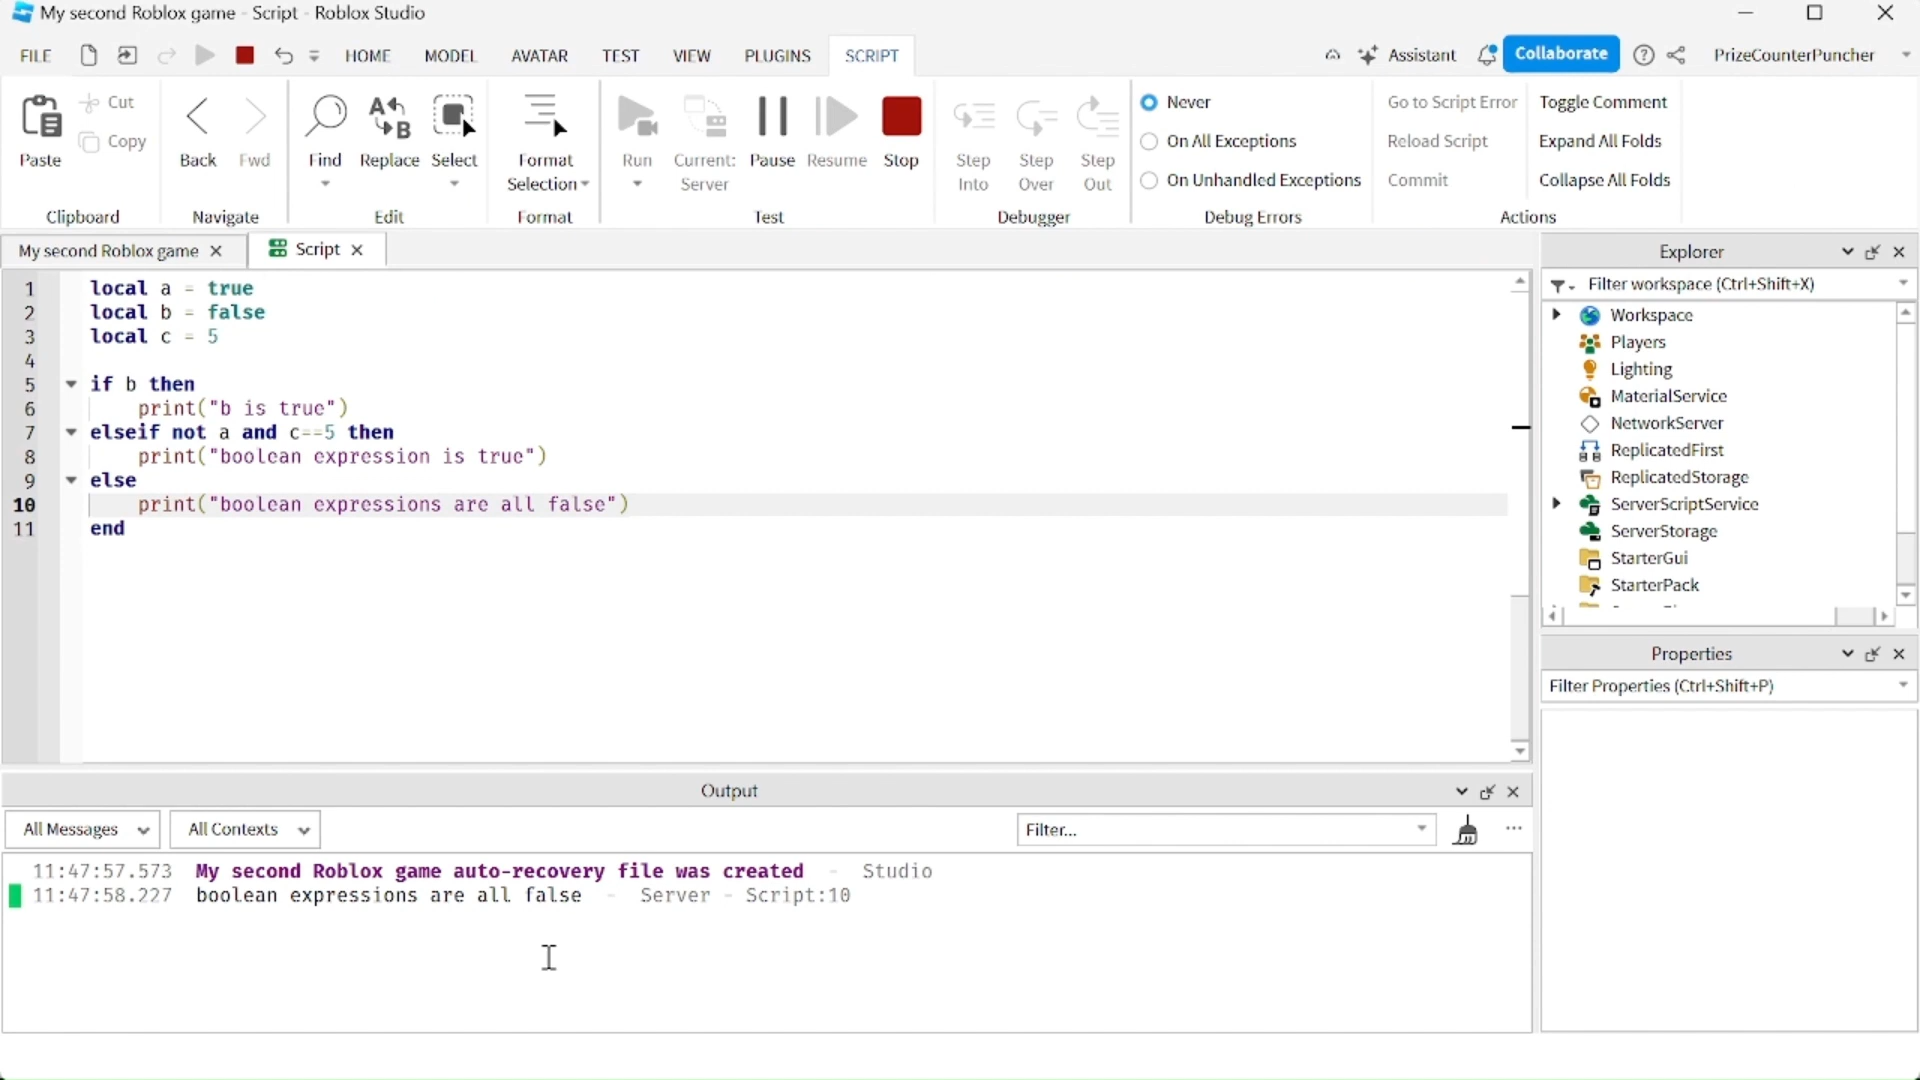 My second Roblox game - Script - Roblox Studio
FILE HOME MODEL AVATAR TEST VIEW PLUGINS SCRIPT Assistant Collaborate PrizeCounterPuncher
Paste Cut Copy
Clipboard
Back Fwd
Navigate
Find Replace Select
Edit
Format Selection
Format
Run Current: Server Pause Resume Stop
Test
Step Into Step Over Step Out
Debugger
Never
On All Exceptions
On Unhandled Exceptions
Debug Errors
Go to Script Error Toggle Comment
Reload Script Expand All Folds
Commit Collapse All Folds
Actions
My second Roblox game Script
1 local a = true
2 local b = false
3 local c = 5
4
5 if b then
6 print("b is true")
7 elseif not a and c==5 then
8 print("boolean expression is true")
9 else
10 print("boolean expressions are all false")
11 end
Explorer
Filter workspace (Ctrl+Shift+X)
Workspace
Players
Lighting
MaterialService
NetworkServer
ReplicatedFirst
ReplicatedStorage
ServerScriptService
ServerStorage
StarterGui
StarterPack
Properties
Filter Properties (Ctrl+Shift+P)
Output
All Messages All Contexts Filter... ...
11:47:57.573 My second Roblox game auto-recovery file was created - Studio
11:47:58.227 boolean expressions are all false - Server - Script:10